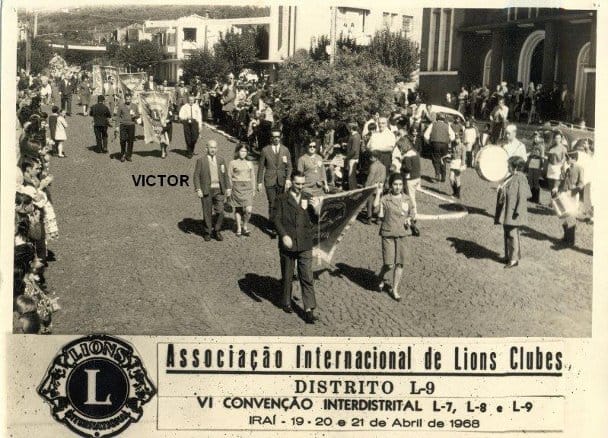 VICTOR
LIONS
L
INTERNATIONAL
Associação Internacional de Lions Clubes
DISTRITO L-9
VI CONVENÇÃO INTERDISTRITAL L-7, L-8 e L-9
IRAÍ - 19 - 20 e 21 de Abril de 1968